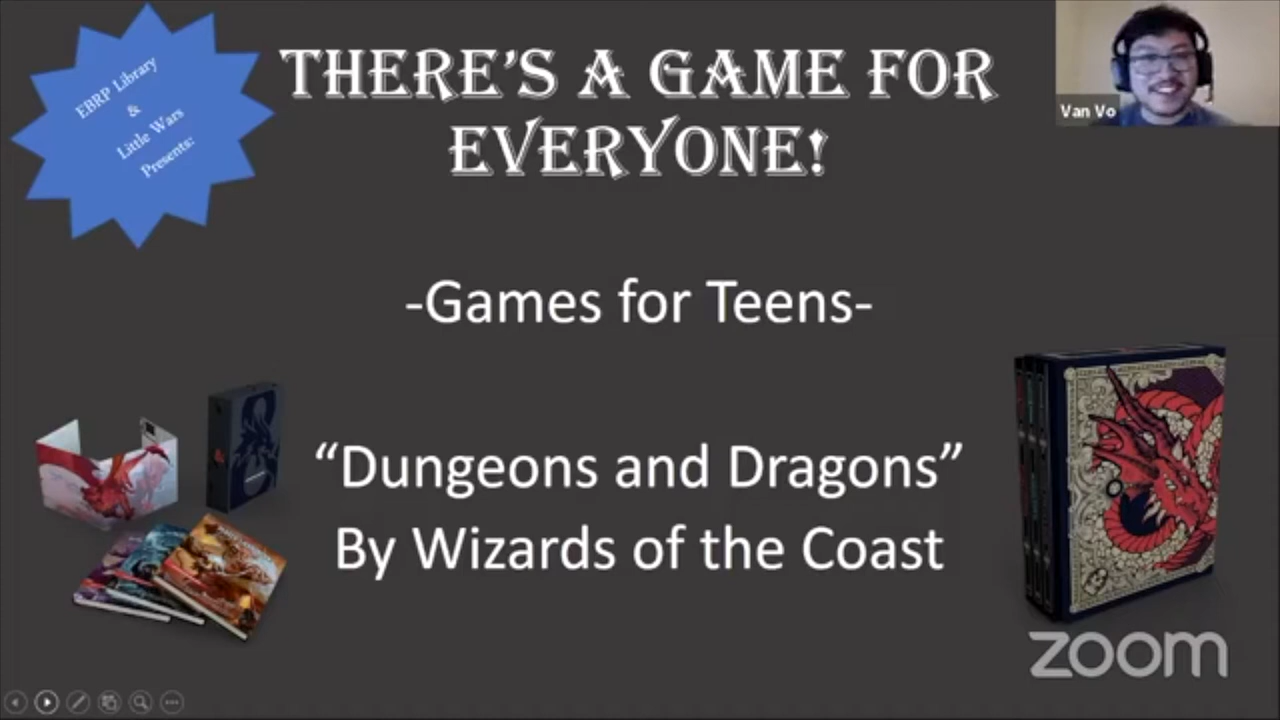 EBRP Library
&
Little Wars
Presents:
THERE'S A GAME FOR
EVERYONE!
Van Vo
-Games for Teens-
“Dungeons and Dragons”
By Wizards of the Coast
zoom